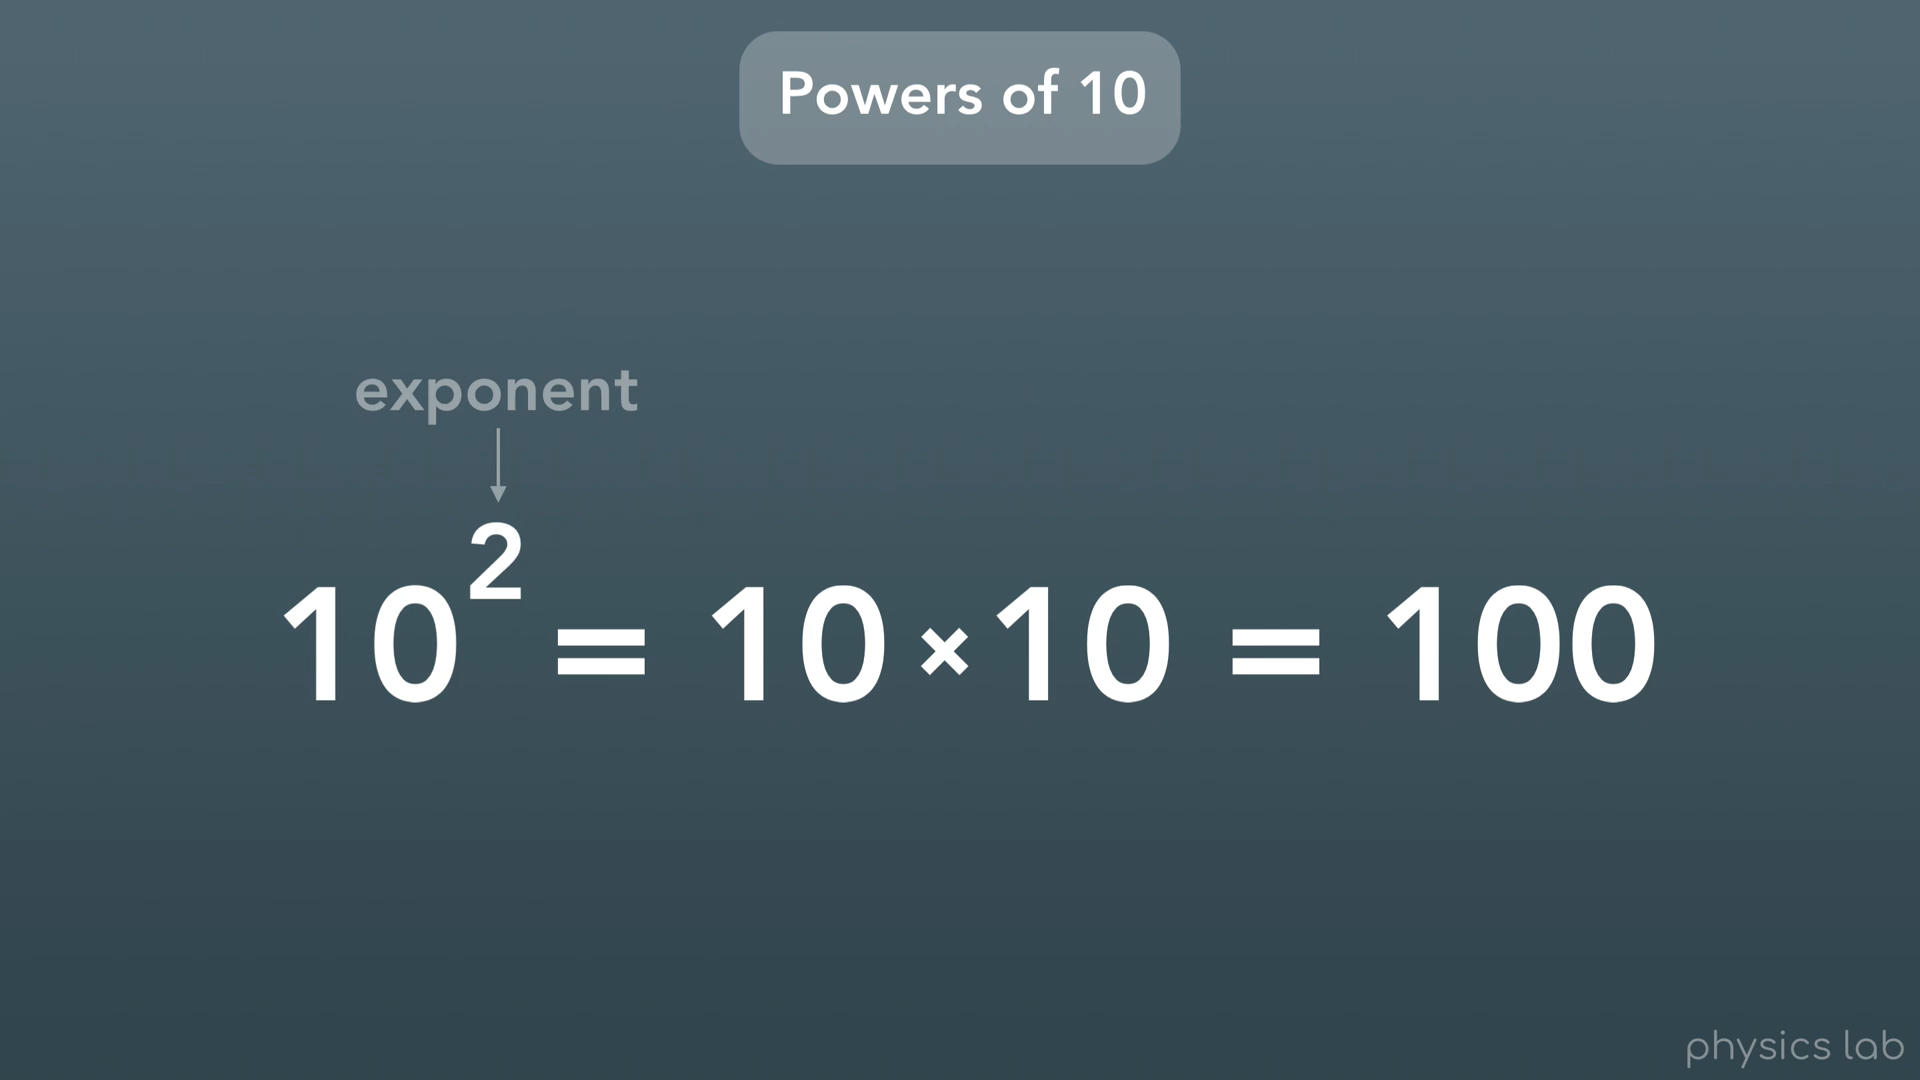 Powers of 10
exponent
10² = 10 × 10 = 100
physics lab